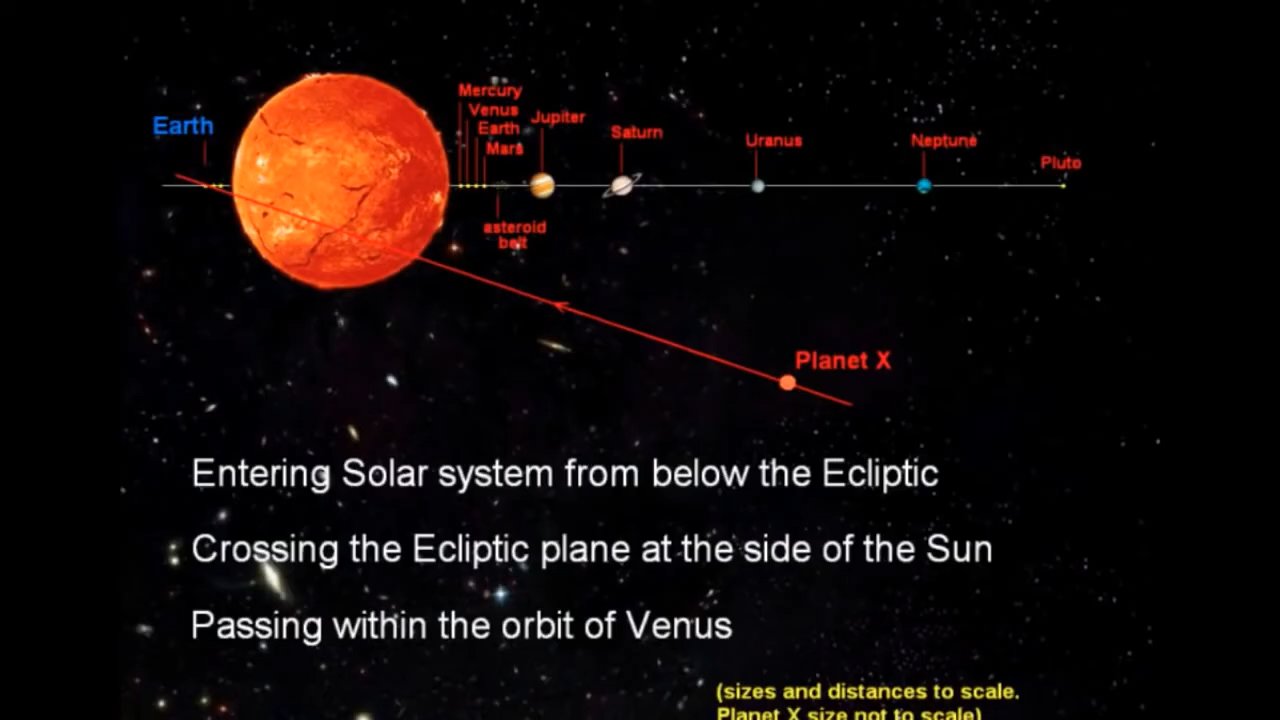 Mercury
Venus
Earth
Mars
Jupiter
Saturn
Uranus
Neptune
Pluto
Earth
asteroid
belt
Planet X
Entering Solar system from below the Ecliptic
Crossing the Ecliptic plane at the side of the Sun
Passing within the orbit of Venus
(sizes and distances to scale.
Planet X size not to scale)